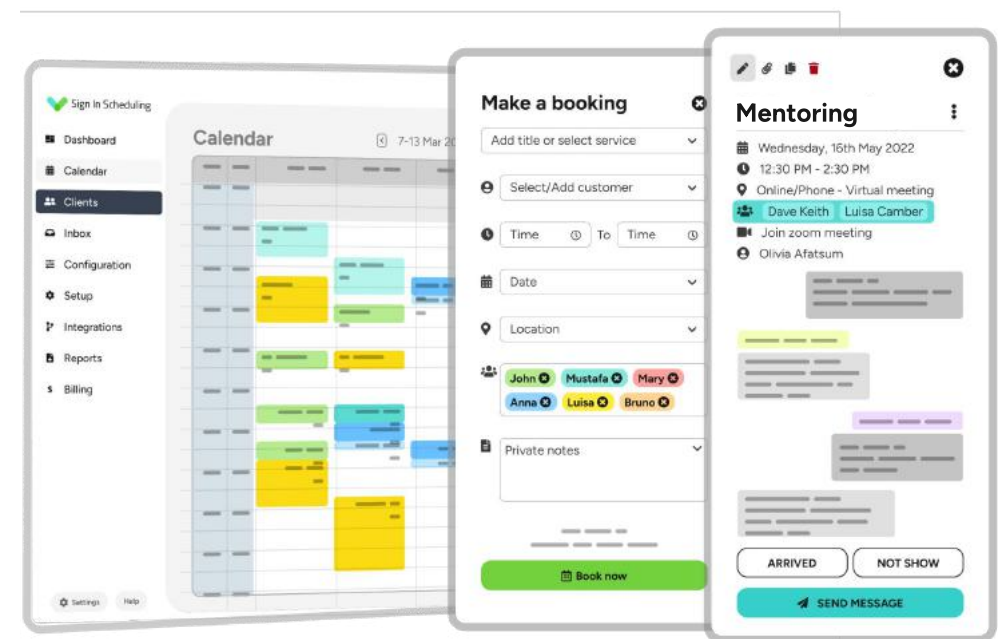 Sign In Scheduling
Dashboard
Calendar
Clients
Inbox
Configuration
Setup
Integrations
Reports
$ Billing
Settings Help
Calendar
7-13 Mar 20
Make a booking
Add title or select service
Select/Add customer
Time To Time
Date
Location
John Mustafa Mary
Anna Luisa Bruno
Private notes
Book now
Mentoring
Wednesday, 16th May 2022
12:30 PM - 2:30 PM
Online/Phone - Virtual meeting
Dave Keith Luisa Camber
Join zoom meeting
Olivia Afatsum
ARRIVED NOT SHOW
SEND MESSAGE